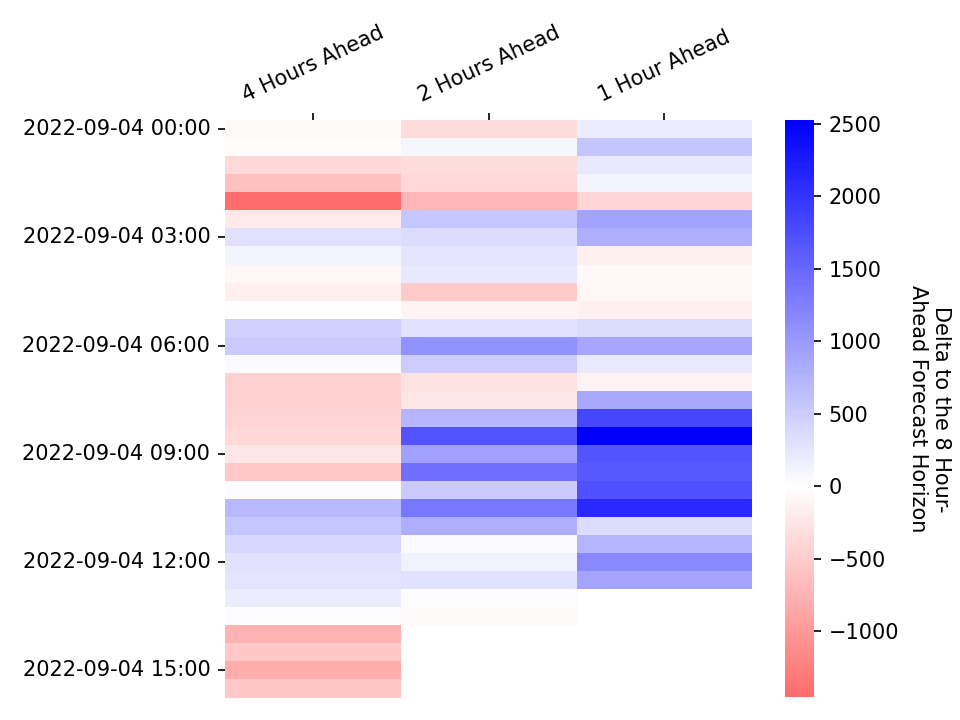 4 Hours Ahead
2 Hours Ahead
1 Hour Ahead
2022-09-04 00:00
2022-09-04 03:00
2022-09-04 06:00
2022-09-04 09:00
2022-09-04 12:00
2022-09-04 15:00
2500
2000
1500
1000
500
0
−500
−1000
Delta to the 8 Hour-
Ahead Forecast Horizon